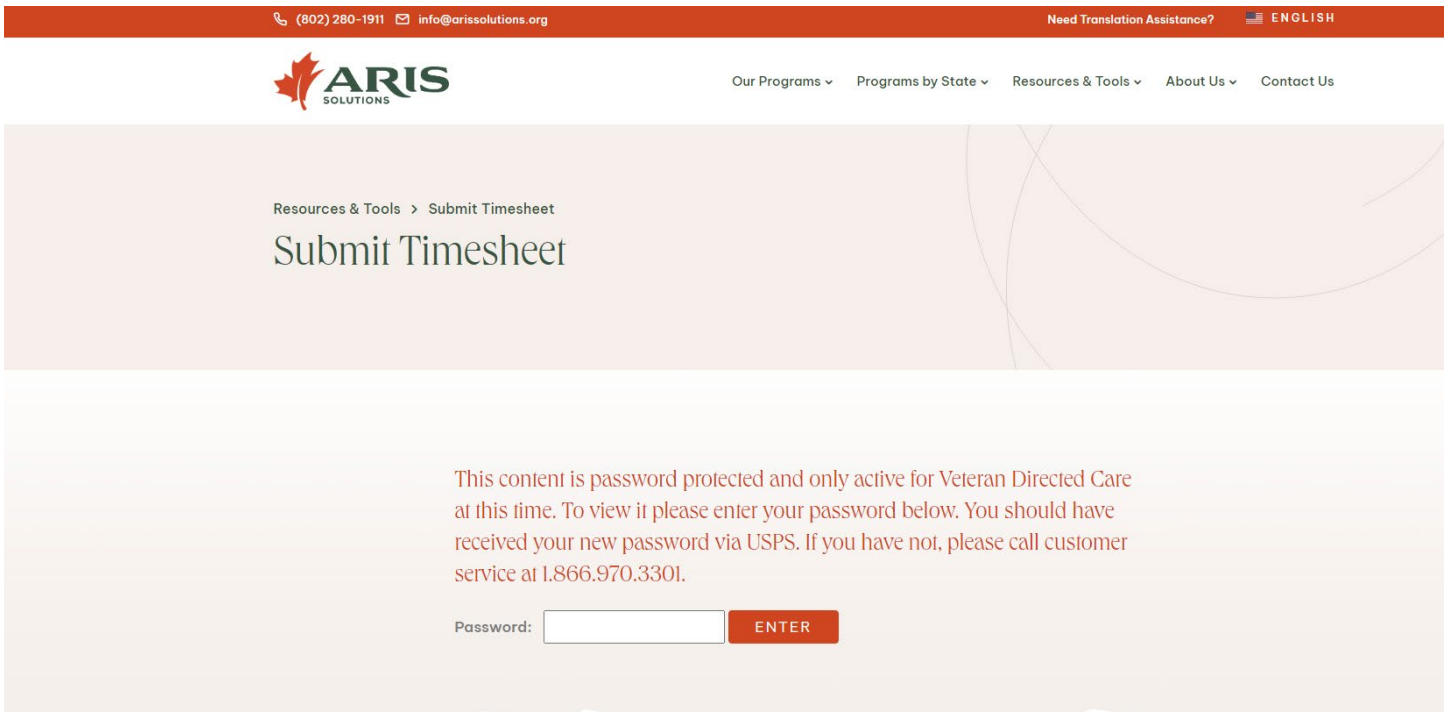 (802) 280-1911 info@arissolutions.org Need Translation Assistance? ENGLISH
ARIS
SOLUTIONS
Our Programs Programs by State Resources & Tools About Us Contact Us
Resources & Tools > Submit Timesheet
Submit Timesheet
This content is password protected and only active for Veteran Directed Care
at this time. To view it please enter your password below. You should have
received your new password via USPS. If you have not, please call customer
service at 1.866.970.3301.
Password: ENTER